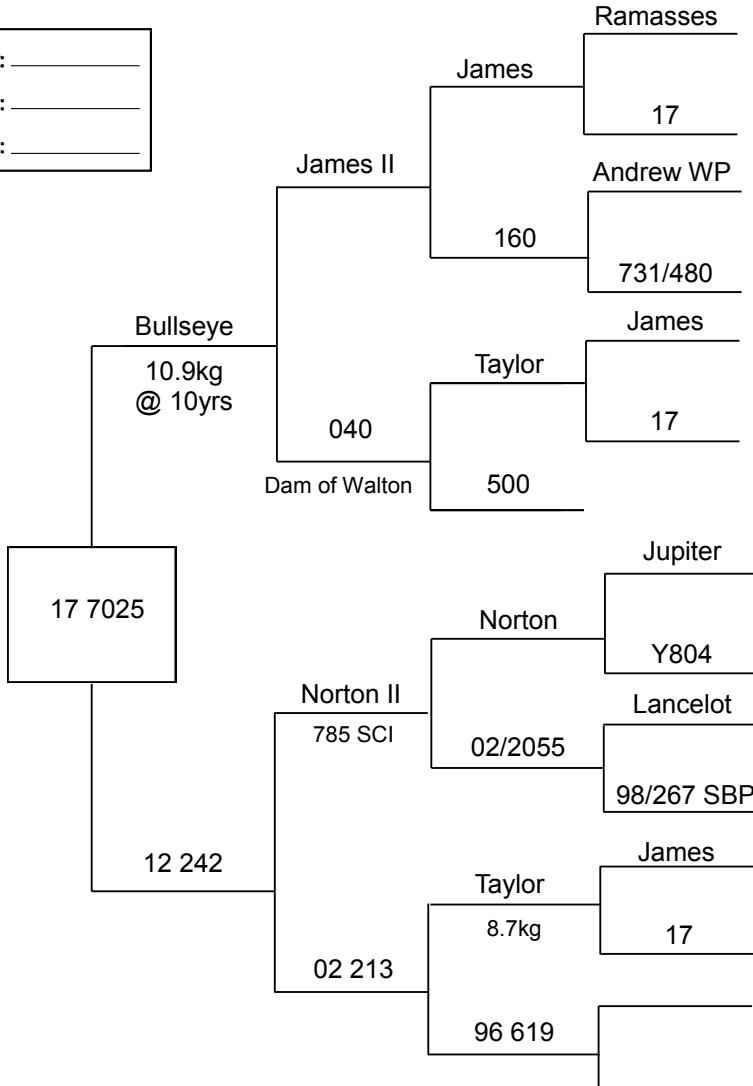 Ramasses
: 
James
:
17
:
James II
Andrew WP
160
731/480
Bullseye
James
10.9kg
@ 10yrs
Taylor
040
17
Dam of Walton
500
Jupiter
17 7025
Norton
Y804
Norton II
Lancelot
785 SCI
02/2055
98/267 SBP
12 242
James
Taylor
8.7kg
17
02 213
96 619